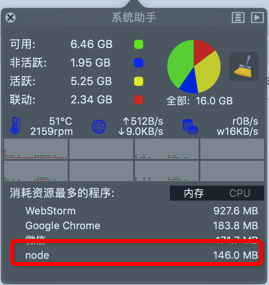 系统助手
可用: 6.46 GB
非活跃: 1.95 GB
活跃: 5.25 GB
联动: 2.34 GB
全部: 16.0 GB
51°C
2159rpm
↑512B/s
↓9.0KB/s
r0B/s
w16KB/s
消耗资源最多的程序:
内存 CPU
WebStorm 927.6 MB
Google Chrome 183.8 MB
微信
node 146.0 MB